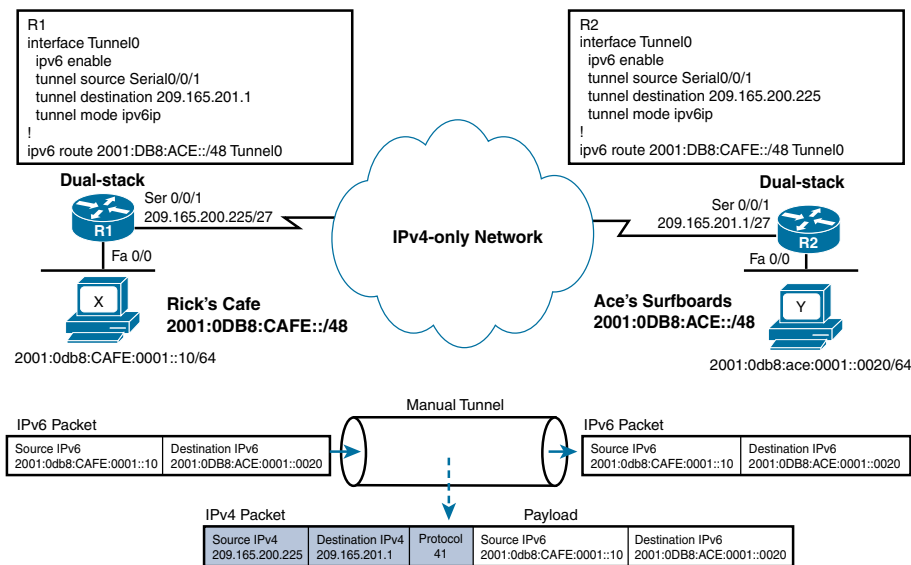 R1
interface Tunnel0
ipv6 enable
tunnel source Serial0/0/1
tunnel destination 209.165.201.1
tunnel mode ipv6ip
!
ipv6 route 2001:DB8:ACE::/48 Tunnel0
R2
interface Tunnel0
ipv6 enable
tunnel source Serial0/0/1
tunnel destination 209.165.200.225
tunnel mode ipv6ip
!
ipv6 route 2001:DB8:CAFE::/48 Tunnel0
Dual-stack
Ser 0/0/1
209.165.200.225/27
R1
Fa 0/0
X
Rick's Cafe
2001:0DB8:CAFE::/48
2001:0db8:CAFE:0001::10/64
IPv4-only Network
Dual-stack
Ser 0/0/1
209.165.201.1/27
R2
Fa 0/0
Ace's Surfboards
2001:0DB8:ACE::/48
Y
2001:0db8:ace:0001::0020/64
Manual Tunnel
IPv6 Packet
Source IPv6
2001:0db8:CAFE:0001::10
Destination IPv6
2001:0DB8:ACE:0001::0020
IPv6 Packet
Source IPv6
2001:0db8:CAFE:0001::10
Destination IPv6
2001:0DB8:ACE:0001::0020
IPv4 Packet
Payload
Source IPv4
209.165.200.225
Destination IPv4
209.165.201.1
Protocol
41
Source IPv6
2001:0db8:CAFE:0001::10
Destination IPv6
2001:0DB8:ACE:0001::0020